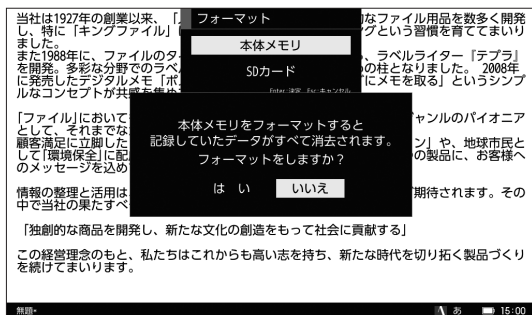 フォーマット
本体メモリ
SDカード
Enter:決定 Esc:キャンセル
本体メモリをフォーマットすると
記録していたデータがすべて消去されます。
フォーマットをしますか？
はい
いいえ
当社は1927年の創業以来、「
なファイル用品を数多く開発
し、特に「キングファイル」
グという習慣を育ててまいり
ました。
また1988年に、ファイルのタ
、ラベルライター「テプラ」
を開発。多彩な分野でのラベ
の柱となりました。 2008年
に発売したデジタルメモ「ポ
にメモを取る」というシンプ
ルなコンセプトが共感を集め
「ファイル」において
ャンルのパイオニア
として、それまでな
顧客満足に立脚した
ン」や、地球市民と
して「環境保全」に配
の製品に、お客様へ
のメッセージを込め
情報の整理と活用は
期待されます。その
中で当社の果たすべ
「独創的な商品を開発し、新たな文化の創造をもって社会に貢献する」
この経営理念のもと、私たちはこれからも高い志を持ち、新たな時代を切り拓く製品づくり
を続けてまいります。
無題*
A あ 15:00